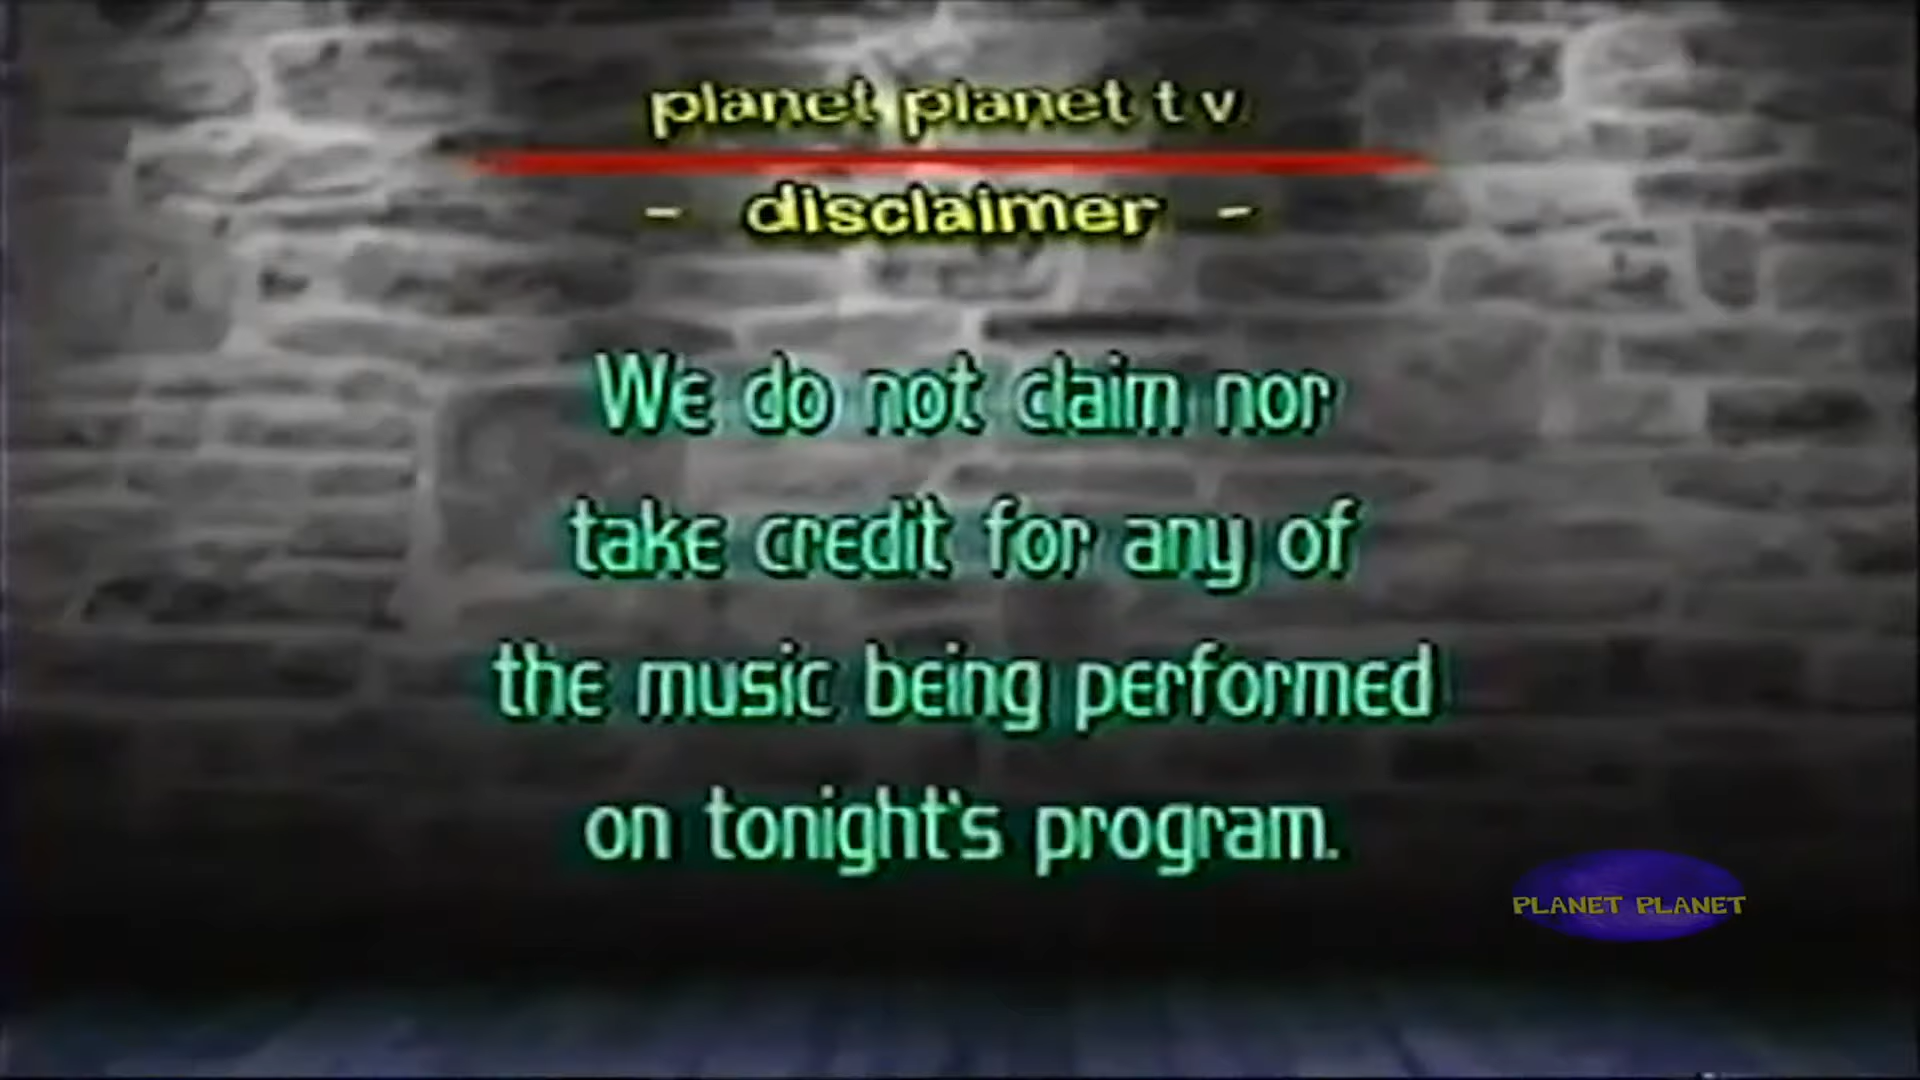 planet planet tv
- disclaimer -
We do not claim nor
take credit for any of
the music being performed
on tonight's program.
PLANET PLANET